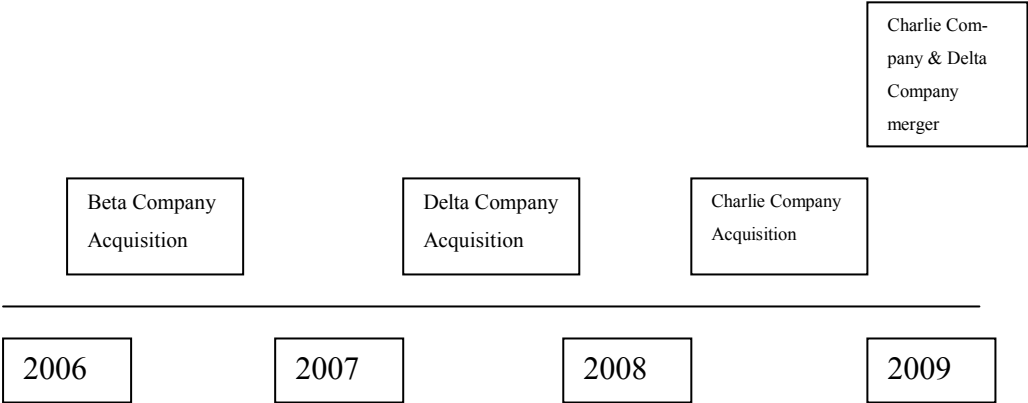 Charlie Com-
pany & Delta
Company
merger
Beta Company
Acquisition
Delta Company
Acquisition
Charlie Company
Acquisition
2006
2007
2008
2009